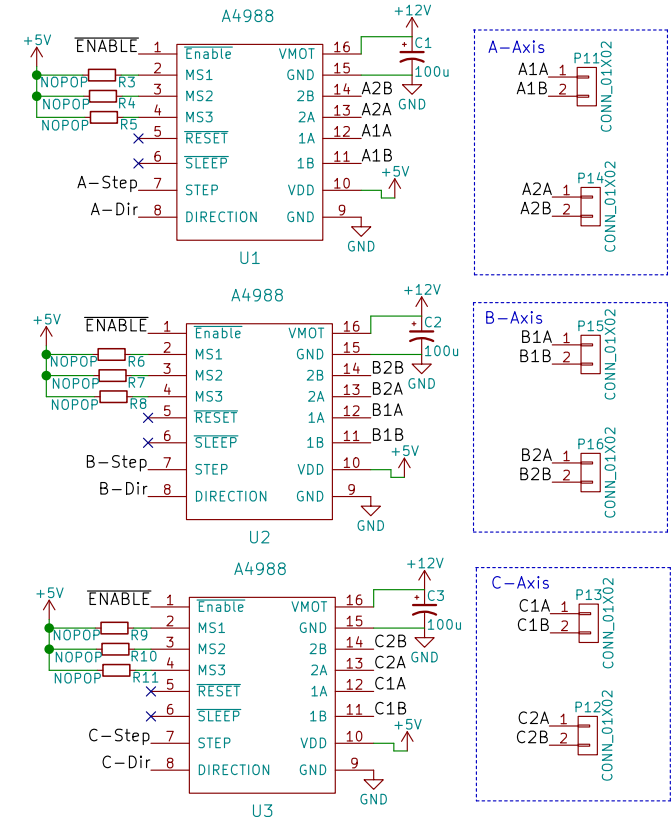 A4988
+12V
+5V
ENABLE
1 Enable VMOT 16
C1
100u
GND
NOPOP R3 2 MS1 GND 15
NOPOP R4 3 MS2 2B 14 A2B
NOPOP R5 4 MS3 2A 13 A2A
5 RESET 1A 12 A1A
6 SLEEP 1B 11 A1B
+5V
A-Step 7 STEP VDD 10
A-Dir 8 DIRECTION GND 9
GND
U1
A-Axis
P11
A1A 1
A1B 2
CONN_01X02
P14
A2A 1
A2B 2
CONN_01X02
A4988
+12V
+5V
ENABLE
1 Enable VMOT 16
C2
100u
GND
NOPOP R6 2 MS1 GND 15
NOPOP R7 3 MS2 2B 14 B2B
NOPOP R8 4 MS3 2A 13 B2A
5 RESET 1A 12 B1A
6 SLEEP 1B 11 B1B
+5V
B-Step 7 STEP VDD 10
B-Dir 8 DIRECTION GND 9
GND
U2
B-Axis
P15
B1A 1
B1B 2
CONN_01X02
P16
B2A 1
B2B 2
CONN_01X02
A4988
+12V
+5V
ENABLE
1 Enable VMOT 16
C3
100u
GND
NOPOP R9 2 MS1 GND 15
NOPOP R10 3 MS2 2B 14 C2B
NOPOP R11 4 MS3 2A 13 C2A
5 RESET 1A 12 C1A
6 SLEEP 1B 11 C1B
+5V
C-Step 7 STEP VDD 10
C-Dir 8 DIRECTION GND 9
GND
U3
C-Axis
P13
C1A 1
C1B 2
CONN_01X02
P12
C2A 1
C2B 2
CONN_01X02